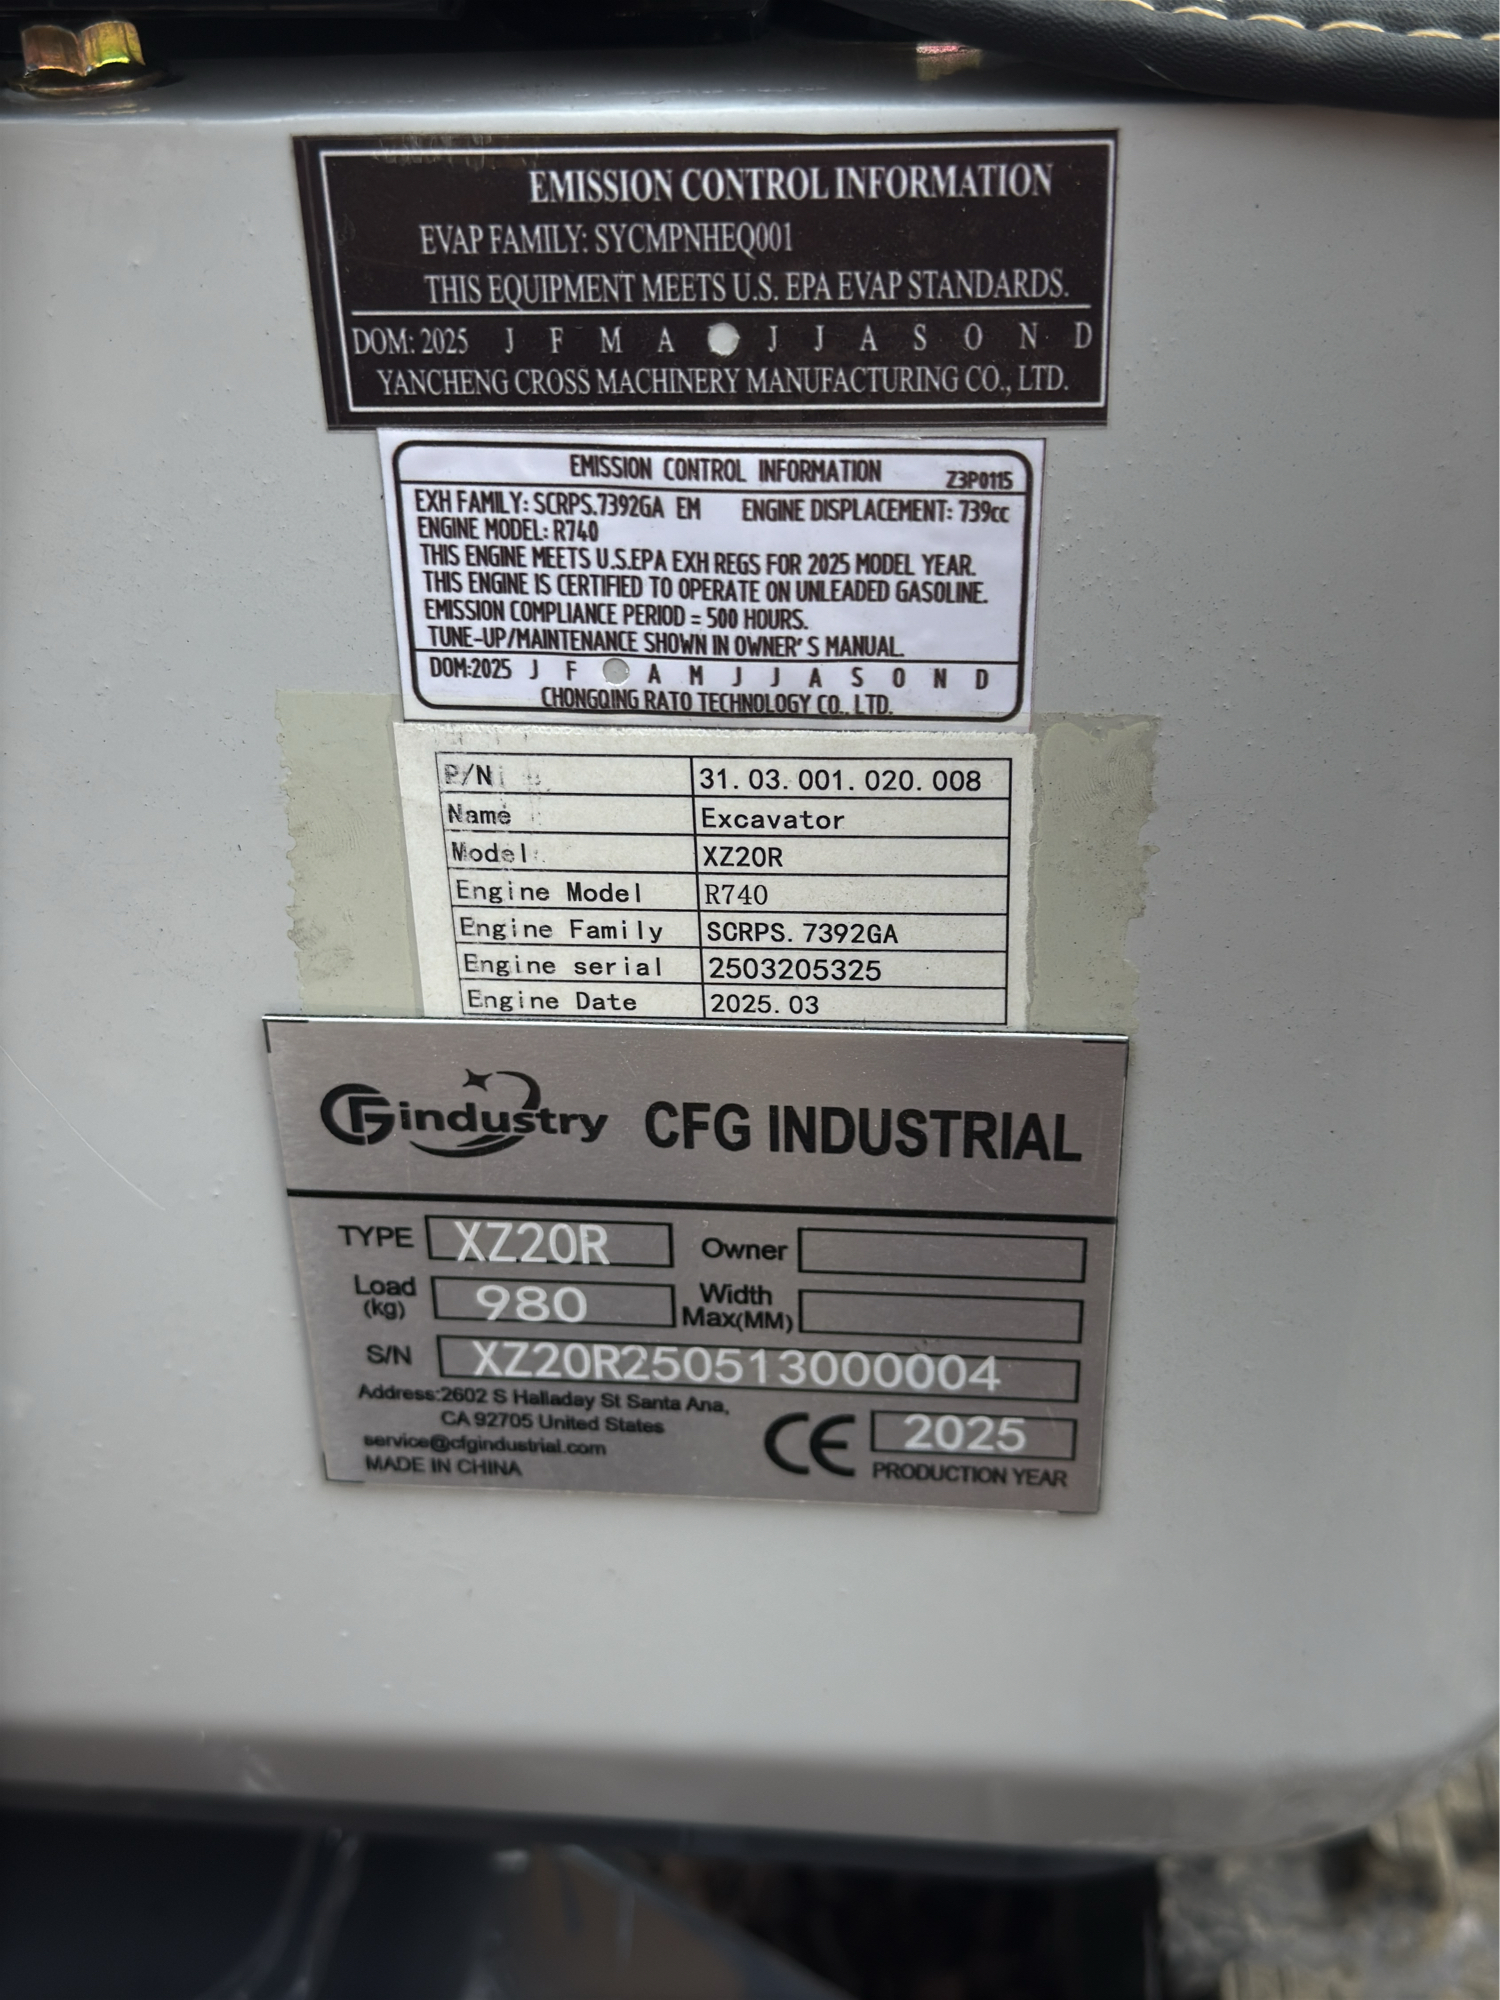 EMISSION CONTROL INFORMATION
EVAP FAMILY: SYCMPNHEQ001
THIS EQUIPMENT MEETS U.S. EPA EVAP STANDARDS.
DOM: 2025 J F M A J J A S O N D
YANCHENG CROSS MACHINERY MANUFACTURING CO., LTD.
EMISSION CONTROL INFORMATION Z3P0115
EXH FAMILY: SCRPS.7392GA EM ENGINE DISPLACEMENT: 739cc
ENGINE MODEL: R740
THIS ENGINE MEETS U.S.EPA EXH REGS FOR 2025 MODEL YEAR.
THIS ENGINE IS CERTIFIED TO OPERATE ON UNLEADED GASOLINE.
EMISSION COMPLIANCE PERIOD = 500 HOURS.
TUNE-UP/MAINTENANCE SHOWN IN OWNER'S MANUAL.
DOM:2025 J F A M J J A S O N D
CHONGQING RATO TECHNOLOGY CO., LTD.
P/N 31.03.001.020.008
Name Excavator
Model XZ20R
Engine Model R740
Engine Family SCRPS.7392GA
Engine serial 2503205325
Engine Date 2025.03
CFG industry CFG INDUSTRIAL
TYPE XZ20R Owner
Load (kg) 980 Width Max(MM)
S/N XZ20R250513000004
Address:2602 S Halladay St Santa Ana,
CA 92705 United States
service@cfgindustrial.com
MADE IN CHINA
CE 2025
PRODUCTION YEAR